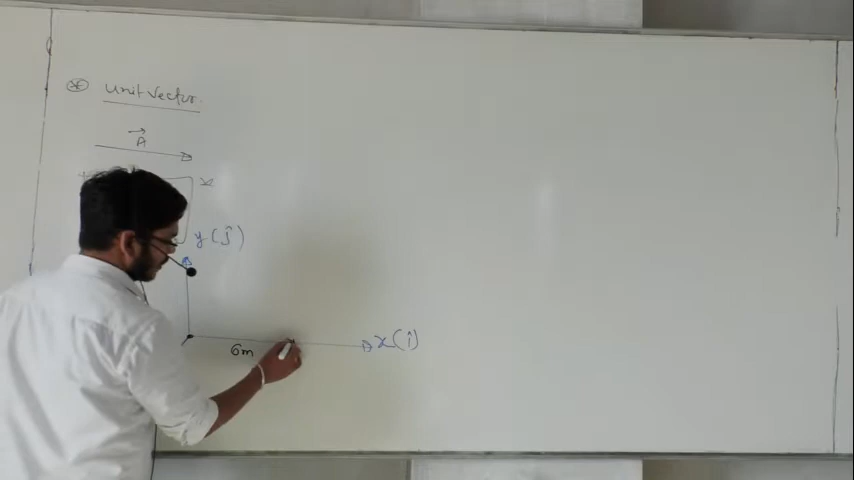 * unit vector.
A⃗
y(ĵ)
x(î)
6m